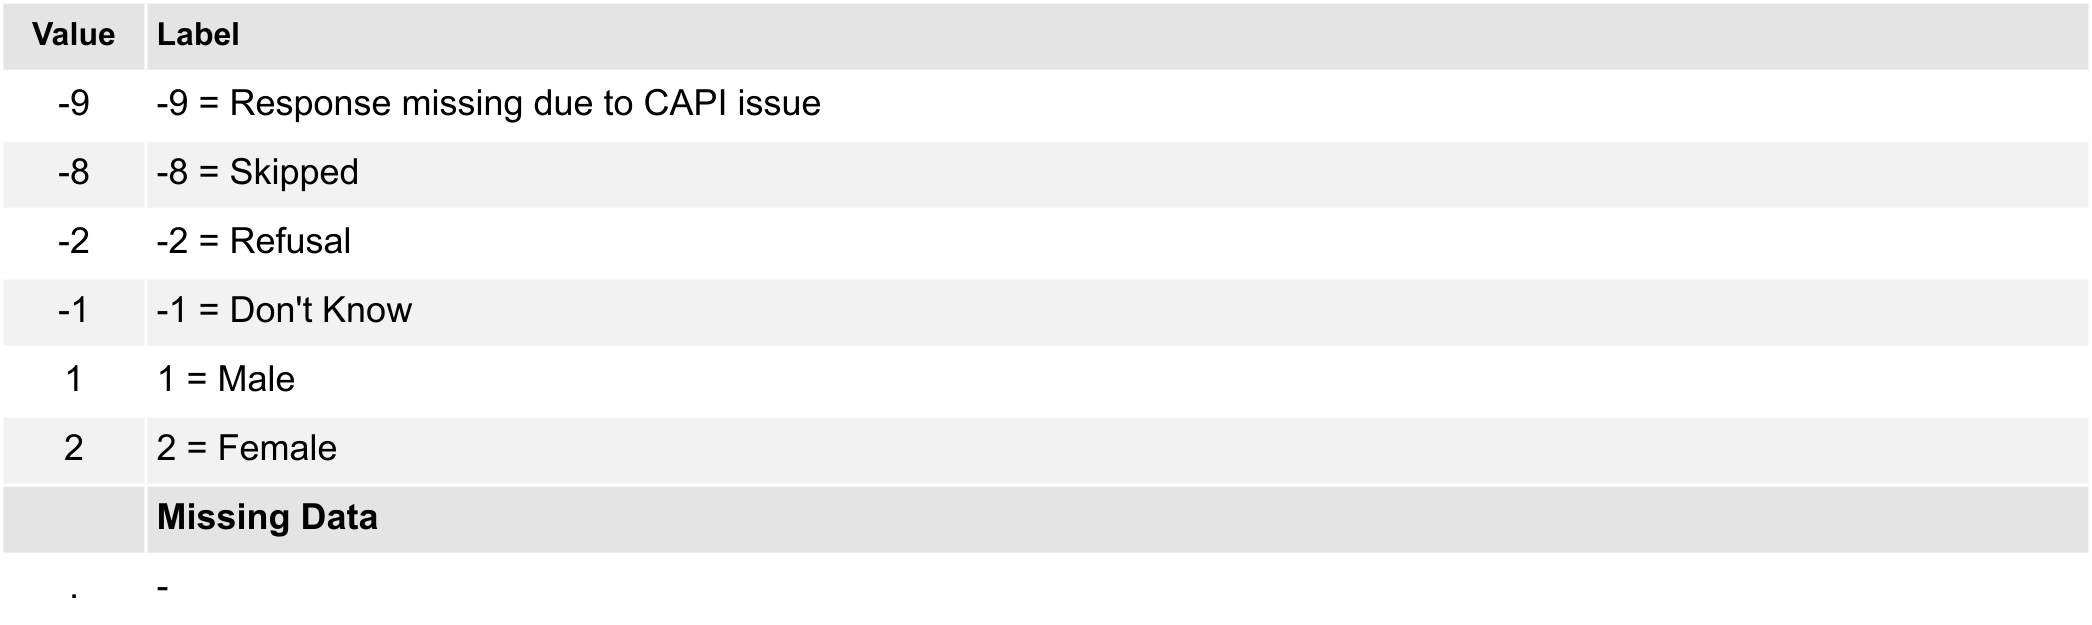 Value Label
-9 -9 = Response missing due to CAPI issue
-8 -8 = Skipped
-2 -2 = Refusal
-1 -1 = Don't Know
1 1 = Male
2 2 = Female
Missing Data
. -